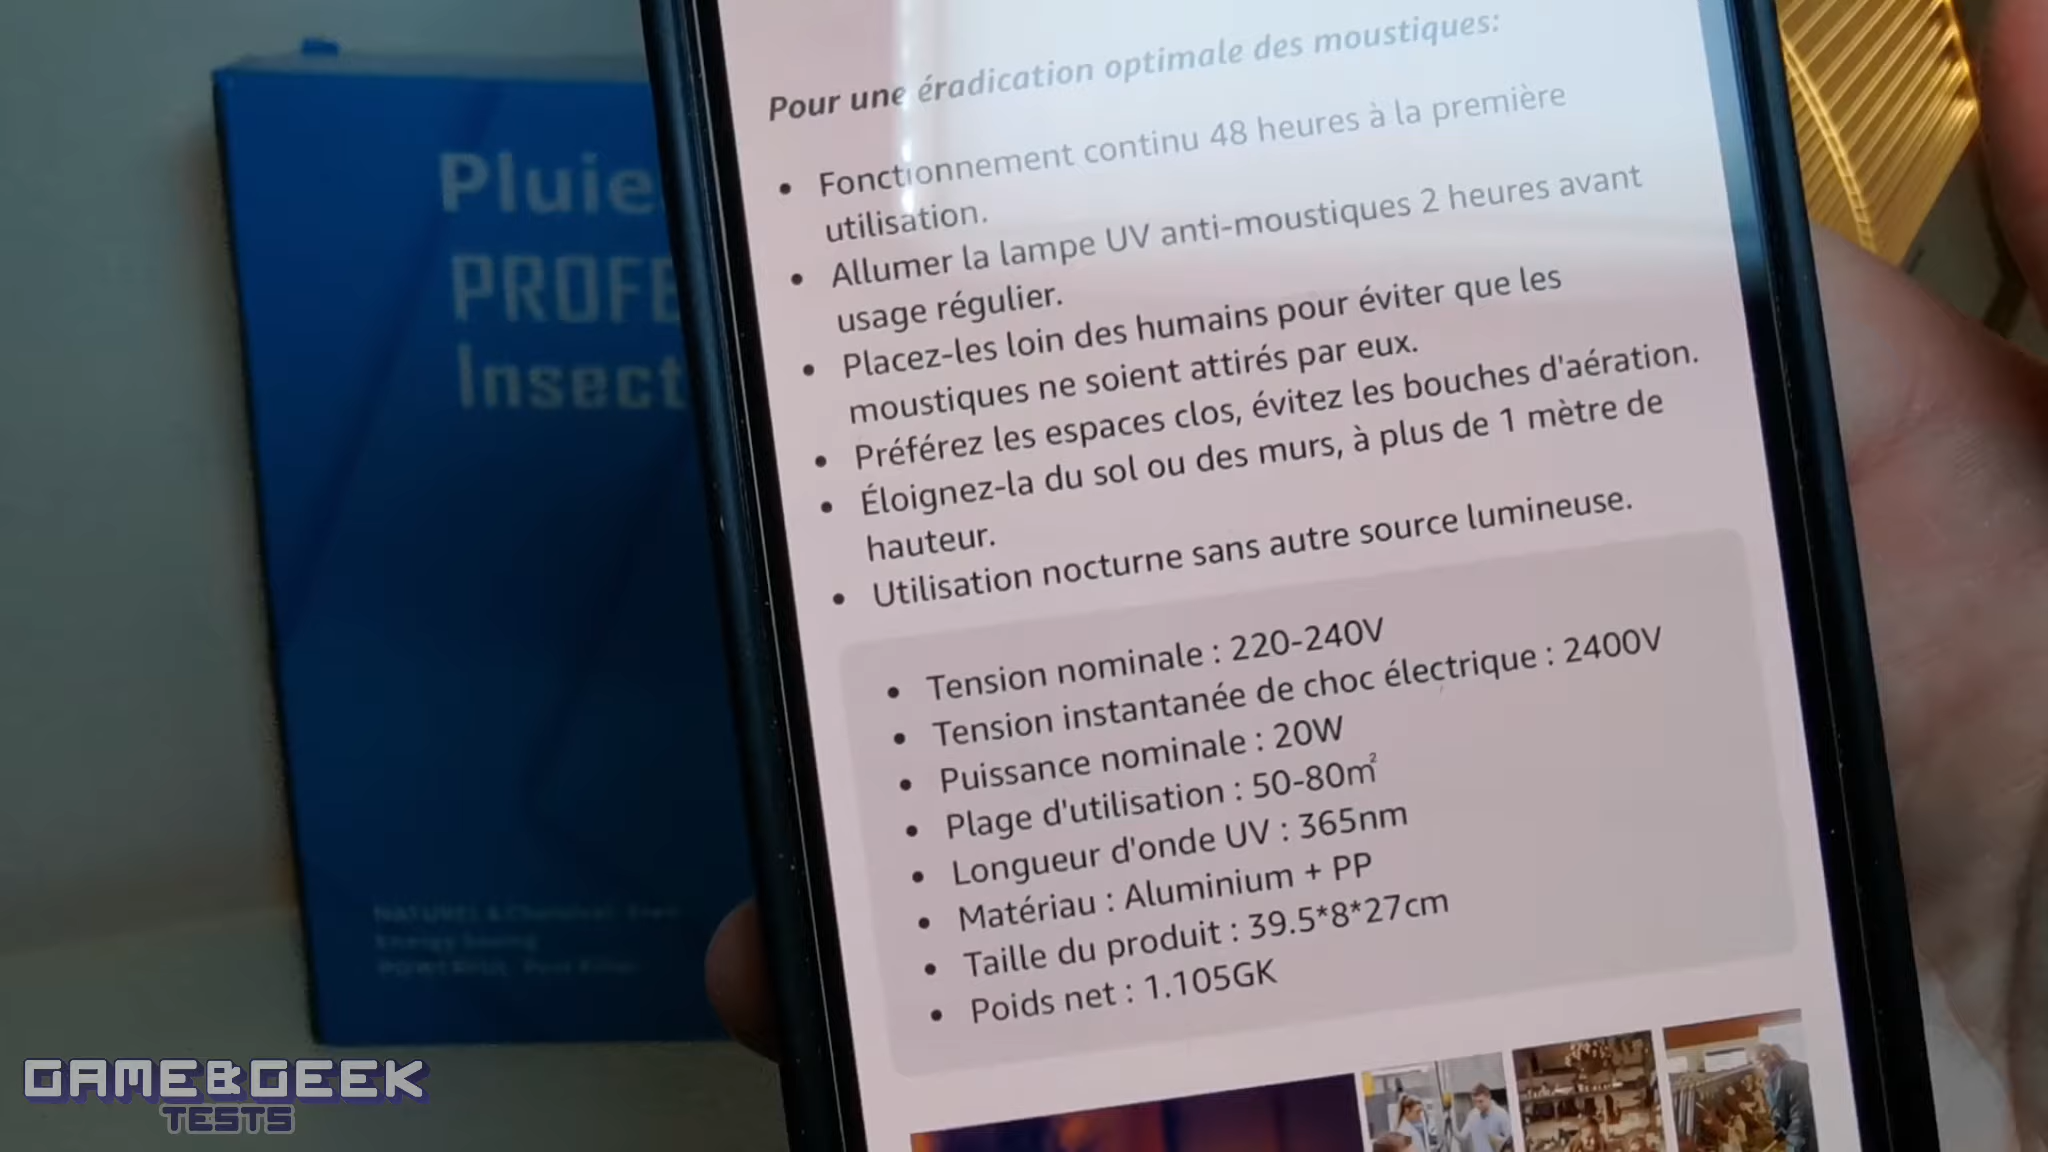 Pour une éradication optimale des moustiques:
• Fonctionnement continu 48 heures à la première
utilisation.
• Allumer la lampe UV anti-moustiques 2 heures avant
usage régulier.
• Placez-les loin des humains pour éviter que les
moustiques ne soient attirés par eux.
• Préférez les espaces clos, évitez les bouches d'aération.
• Éloignez-la du sol ou des murs, à plus de 1 mètre de
hauteur.
• Utilisation nocturne sans autre source lumineuse.
• Tension nominale : 220-240V
• Tension instantanée de choc électrique : 2400V
• Puissance nominale : 20W
• Plage d'utilisation : 50-80m²
• Longueur d'onde UV : 365nm
• Matériau : Aluminium + PP
• Taille du produit : 39.5*8*27cm
• Poids net : 1.105GK
Pluie
PROFE
Insect
Energy Saving
GAME&GEEK
TESTS